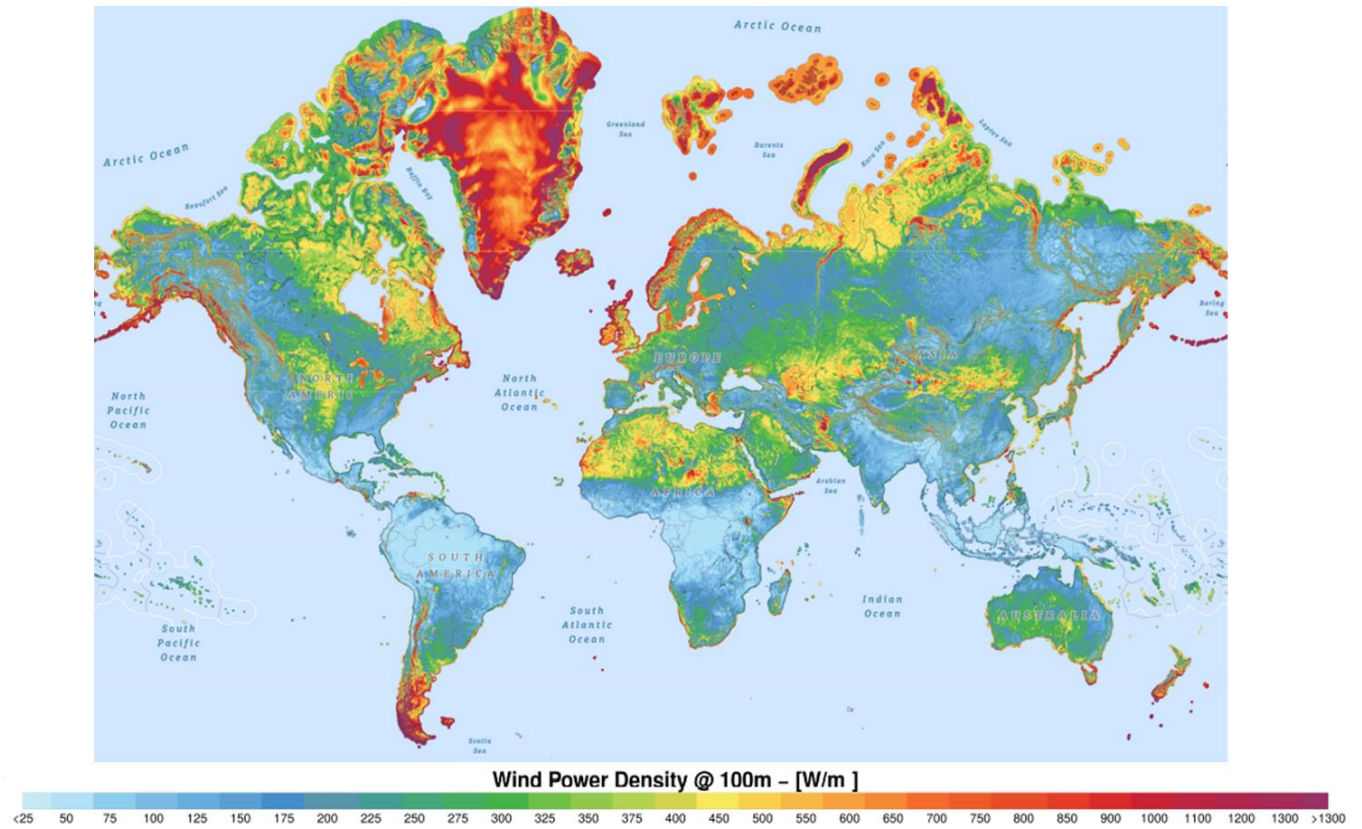 Arctic Ocean
Arctic Ocean
Greenland
Sea
Barents
Sea
Kara Sea
Laptev Sea
Beaufort Sea
Baffin Bay
Bering
Sea
EUROPE
ASIA
NORTH
AMERIC
North
Pacific
Ocean
North
Atlantic
Ocean
AFRICA
Arabian
Sea
SOUTH
AMERICA
South
Pacific
Ocean
South
Atlantic
Ocean
Indian
Ocean
AUSTRALIA
Scotia
Sea
Wind Power Density @ 100m – [W/m ]
<25 50 75 100 125 150 175 200 225 250 275 300 325 350 375 400 450 500 550 600 650 700 750 800 850 900 1000 1100 1200 1300 >1300